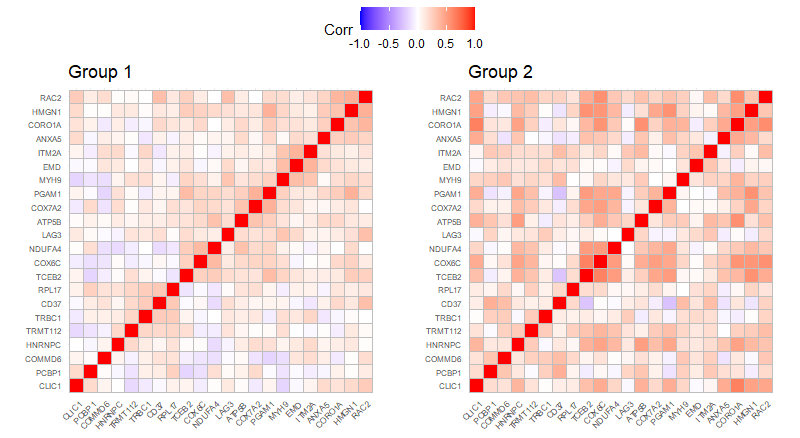 Corr
-1.0 -0.5 0.0 0.5 1.0
Group 1
RAC2
HMGN1
CORO1A
ANXA5
ITM2A
EMD
MYH9
PGAM1
COX7A2
ATP5B
LAG3
NDUFA4
COX6C
TCEB2
RPL17
CD37
TRBC1
TRMT112
HNRNPC
COMMD6
PCBP1
CLIC1
CLIC1 PCBP1 COMMD6 HNRNPC TRMT112 TRBC1 CD37 RPL17 TCEB2 COX6C NDUFA4 LAG3 ATP5B COX7A2 PGAM1 MYH9 EMD ITM2A ANXA5 CORO1A HMGN1 RAC2
Group 2
RAC2
HMGN1
CORO1A
ANXA5
ITM2A
EMD
MYH9
PGAM1
COX7A2
ATP5B
LAG3
NDUFA4
COX6C
TCEB2
RPL17
CD37
TRBC1
TRMT112
HNRNPC
COMMD6
PCBP1
CLIC1
CLIC1 PCBP1 COMMD6 HNRNPC TRMT112 TRBC1 CD37 RPL17 TCEB2 COX6C NDUFA4 LAG3 ATP5B COX7A2 PGAM1 MYH9 EMD ITM2A ANXA5 CORO1A HMGN1 RAC2